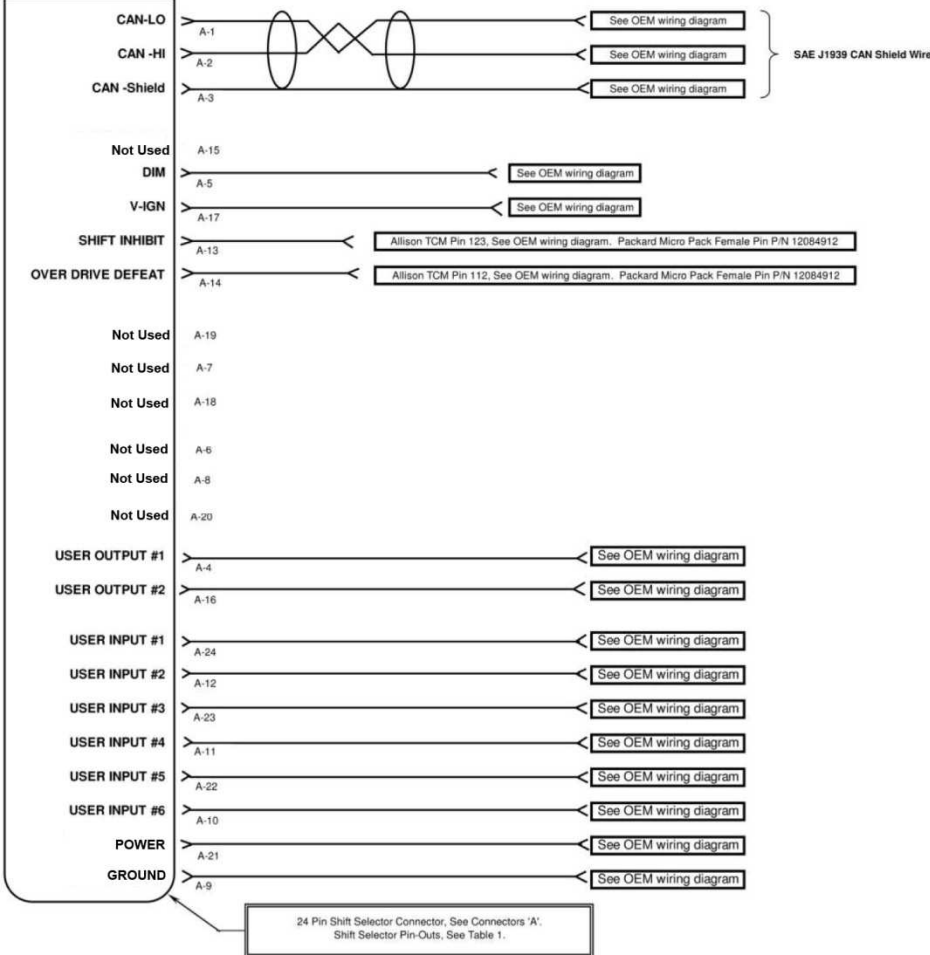 CAN-LO A-1 See OEM wiring diagram
CAN -HI A-2 See OEM wiring diagram SAE J1939 CAN Shield Wire
CAN -Shield A-3 See OEM wiring diagram
Not Used A-15
DIM A-5 See OEM wiring diagram
V-IGN A-17 See OEM wiring diagram
SHIFT INHIBIT A-13 Allison TCM Pin 123, See OEM wiring diagram. Packard Micro Pack Female Pin P/N 12084912
OVER DRIVE DEFEAT A-14 Allison TCM Pin 112, See OEM wiring diagram. Packard Micro Pack Female Pin P/N 12084912
Not Used A-19
Not Used A-7
Not Used A-18
Not Used A-6
Not Used A-8
Not Used A-20
USER OUTPUT #1 A-4 See OEM wiring diagram
USER OUTPUT #2 A-16 See OEM wiring diagram
USER INPUT #1 A-24 See OEM wiring diagram
USER INPUT #2 A-12 See OEM wiring diagram
USER INPUT #3 A-23 See OEM wiring diagram
USER INPUT #4 A-11 See OEM wiring diagram
USER INPUT #5 A-22 See OEM wiring diagram
USER INPUT #6 A-10 See OEM wiring diagram
POWER A-21 See OEM wiring diagram
GROUND A-9 See OEM wiring diagram
24 Pin Shift Selector Connector, See Connectors 'A'.
Shift Selector Pin-Outs, See Table 1.